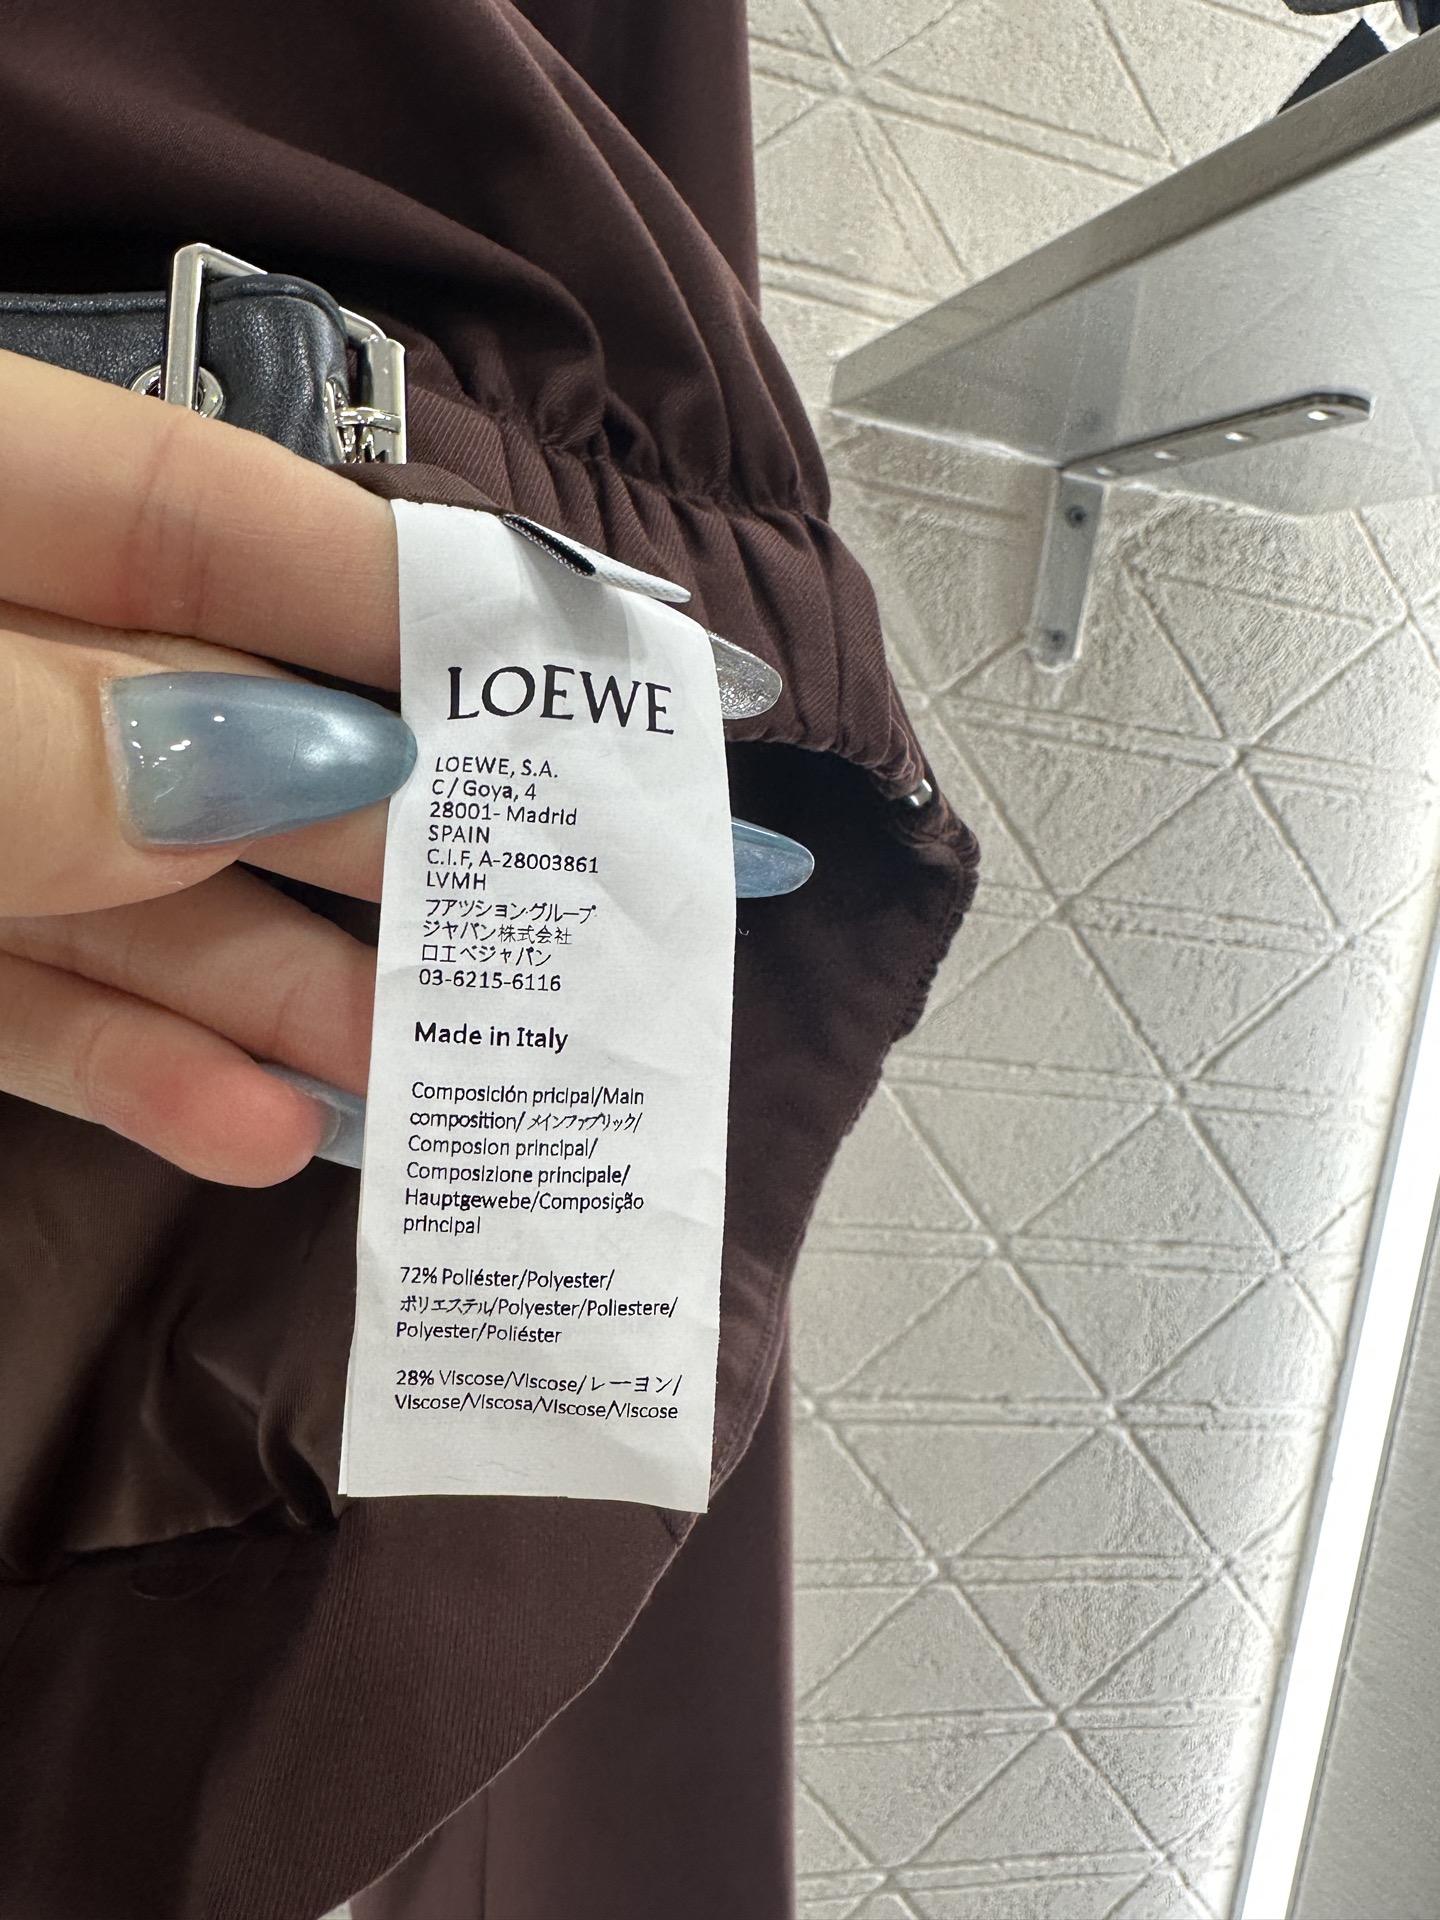 LOEWE
LOEWE, S.A.
C/Goya, 4
28001- Madrid
SPAIN
C.I.F, A-28003861
LVMH
フアツション・グループ
ジヤパン株式会社
ロエベジャパン
03-6215-6116
Made in Italy
Composición pricipal/Main
composition/メインファブリック/
Composion principal/
Composizione principale/
Hauptgewebe/Composição
principal
72% Poliéster/Polyester/
ポリエステル/Polyester/Poliestere/
Polyester/Poliéster
28% Viscose/Viscose/レーヨン/
Viscose/Viscosa/Viscose/Viscose